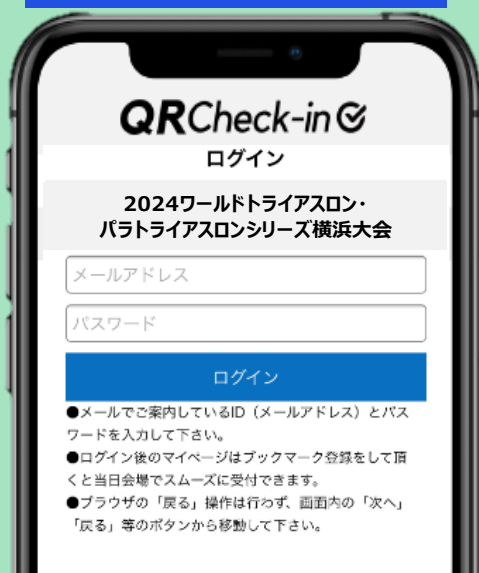 QRCheck-in
ログイン
2024ワールドトライアスロン・
パラトライアスロンシリーズ横浜大会
メールアドレス
パスワード
ログイン
●メールでご案内しているID（メールアドレス）とパス
ワードを入力して下さい。
●ログイン後のマイページはブックマーク登録をして頂
くと当日会場でスムーズに受付できます。
●ブラウザの「戻る」操作は行わず、画面内の「次へ」
「戻る」等のボタンから移動して下さい。